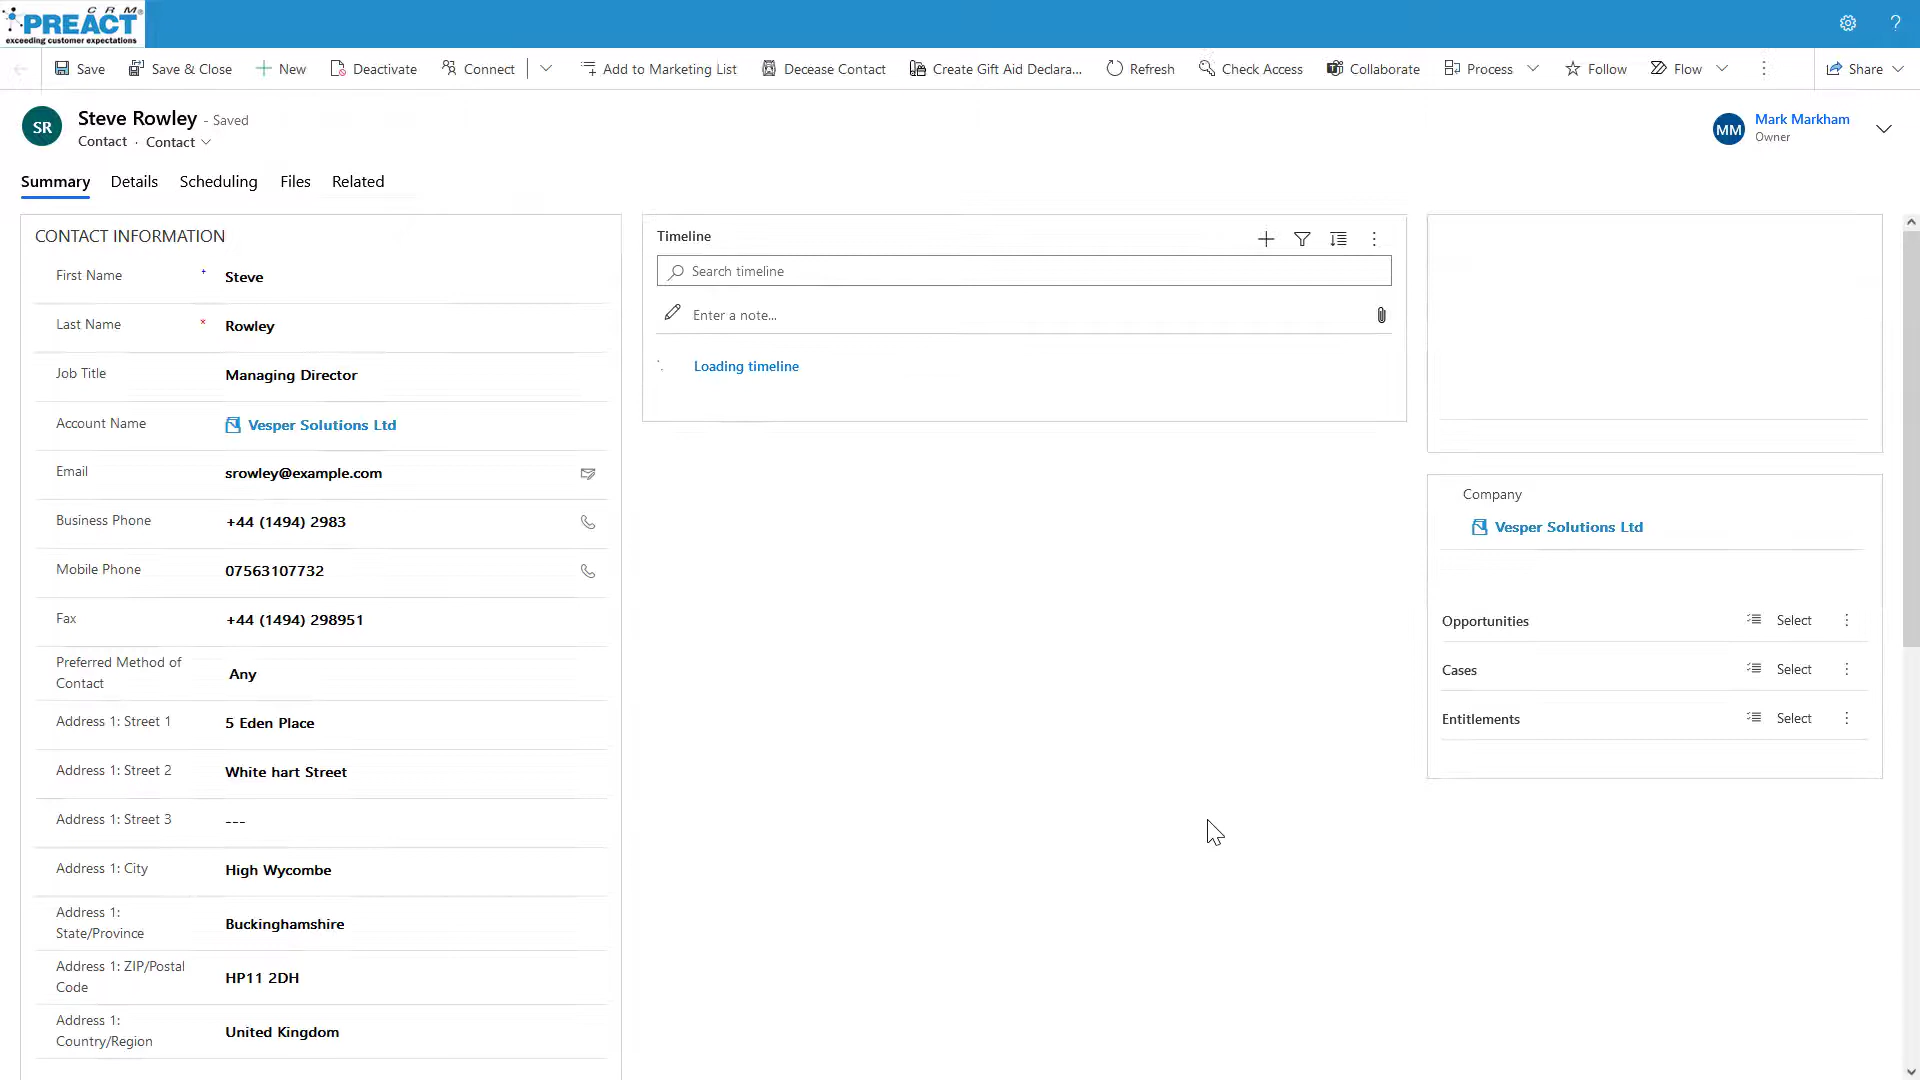 CRM
PREACT
exceeding customer expectations
Save
Save & Close
New
Deactivate
Connect
Add to Marketing List
Decease Contact
Create Gift Aid Declara...
Refresh
Check Access
Collaborate
Process
Follow
Flow
Share
SR
Steve Rowley - Saved
Contact · Contact
MM
Mark Markham
Owner
Summary
Details
Scheduling
Files
Related
CONTACT INFORMATION
First Name + Steve
Last Name * Rowley
Job Title Managing Director
Account Name Vesper Solutions Ltd
Email srowley@example.com
Business Phone +44 (1494) 2983
Mobile Phone 07563107732
Fax +44 (1494) 298951
Preferred Method of
Contact
Any
Address 1: Street 1 5 Eden Place
Address 1: Street 2 White hart Street
Address 1: Street 3 ---
Address 1: City High Wycombe
Address 1:
State/Province
Buckinghamshire
Address 1: ZIP/Postal
Code
HP11 2DH
Address 1:
Country/Region
United Kingdom
Timeline
Search timeline
Enter a note...
Loading timeline
Company
Vesper Solutions Ltd
Opportunities Select
Cases Select
Entitlements Select